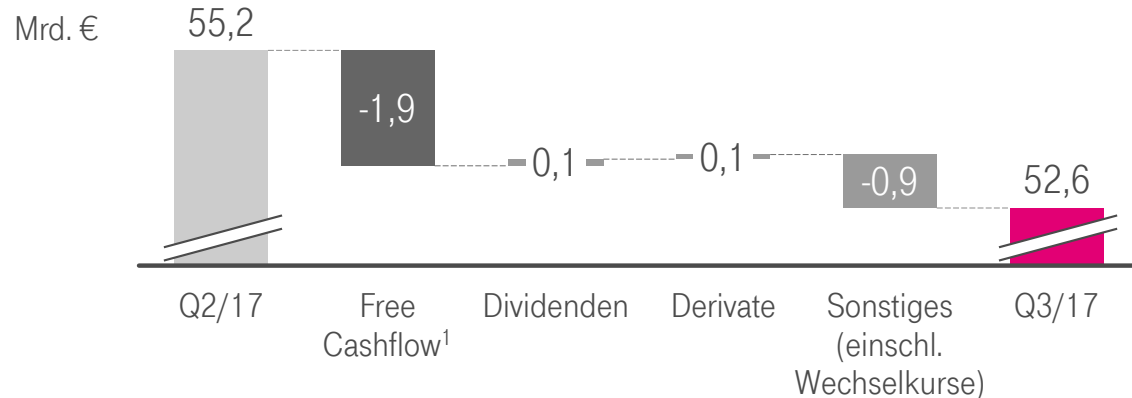 Mrd. €
55,2
-1,9
0,1
0,1
-0,9
52,6
Q2/17
Free
Cashflow¹
Dividenden
Derivate
Sonstiges
(einschl.
Wechselkurse)
Q3/17